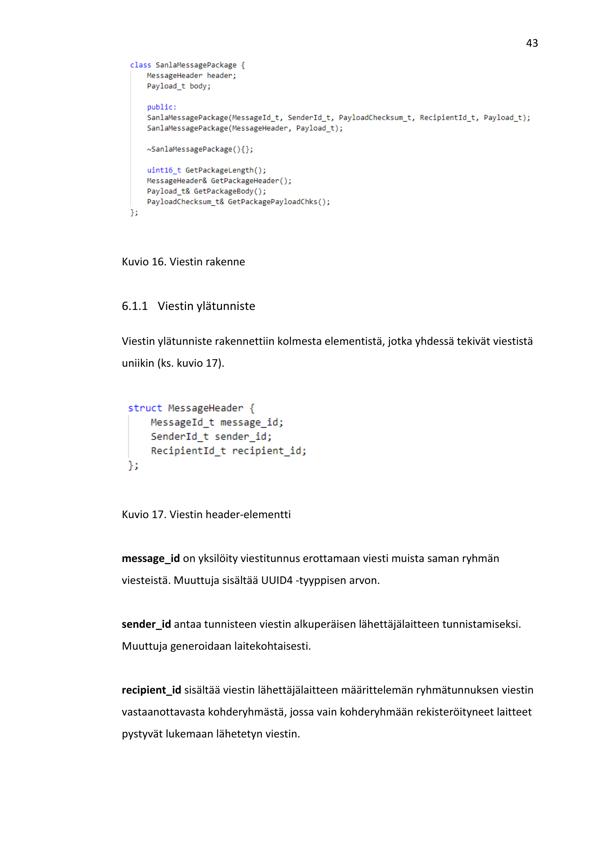 43
class SanlaMessagePackage {
MessageHeader header;
Payload_t body;
public:
SanlaMessagePackage(MessageId_t, SenderId_t, PayloadChecksum_t, RecipientId_t, Payload_t);
SanlaMessagePackage(MessageHeader, Payload_t);
~SanlaMessagePackage(){};
uint16_t GetPackageLength();
MessageHeader& GetPackageHeader();
Payload_t& GetPackageBody();
PayloadChecksum_t& GetPackagePayloadChks();
};
Kuvio 16. Viestin rakenne
6.1.1 Viestin ylätunniste
Viestin ylätunniste rakennettiin kolmesta elementistä, jotka yhdessä tekivät viestistä
uniikin (ks. kuvio 17).
struct MessageHeader {
MessageId_t message_id;
SenderId_t sender_id;
RecipientId_t recipient_id;
};
Kuvio 17. Viestin header-elementti
message_id on yksilöity viestitunnus erottamaan viesti muista saman ryhmän
viesteistä. Muuttuja sisältää UUID4 -tyyppisen arvon.
sender_id antaa tunnisteen viestin alkuperäisen lähettäjälaitteen tunnistamiseksi.
Muuttuja generoidaan laitekohtaisesti.
recipient_id sisältää viestin lähettäjälaitteen määrittelemän ryhmätunnuksen viestin
vastaanottavasta kohderyhmästä, jossa vain kohderyhmään rekisteröityneet laitteet
pystyvät lukemaan lähetetyn viestin.